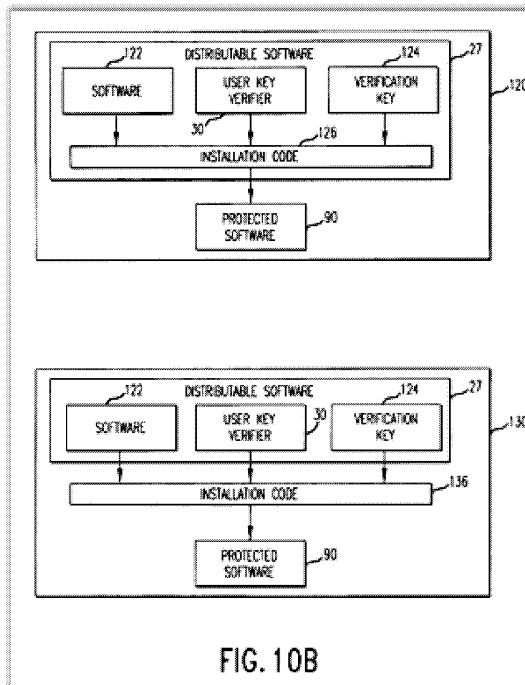 122
DISTRIBUTABLE SOFTWARE
124
27
120
SOFTWARE
USER KEY
VERIFIER
VERIFICATION
KEY
30
126
INSTALLATION CODE
PROTECTED
SOFTWARE
90
122
DISTRIBUTABLE SOFTWARE
124
27
130
SOFTWARE
USER KEY
VERIFIER
30
VERIFICATION
KEY
INSTALLATION CODE
136
PROTECTED
SOFTWARE
90
FIG. 10B